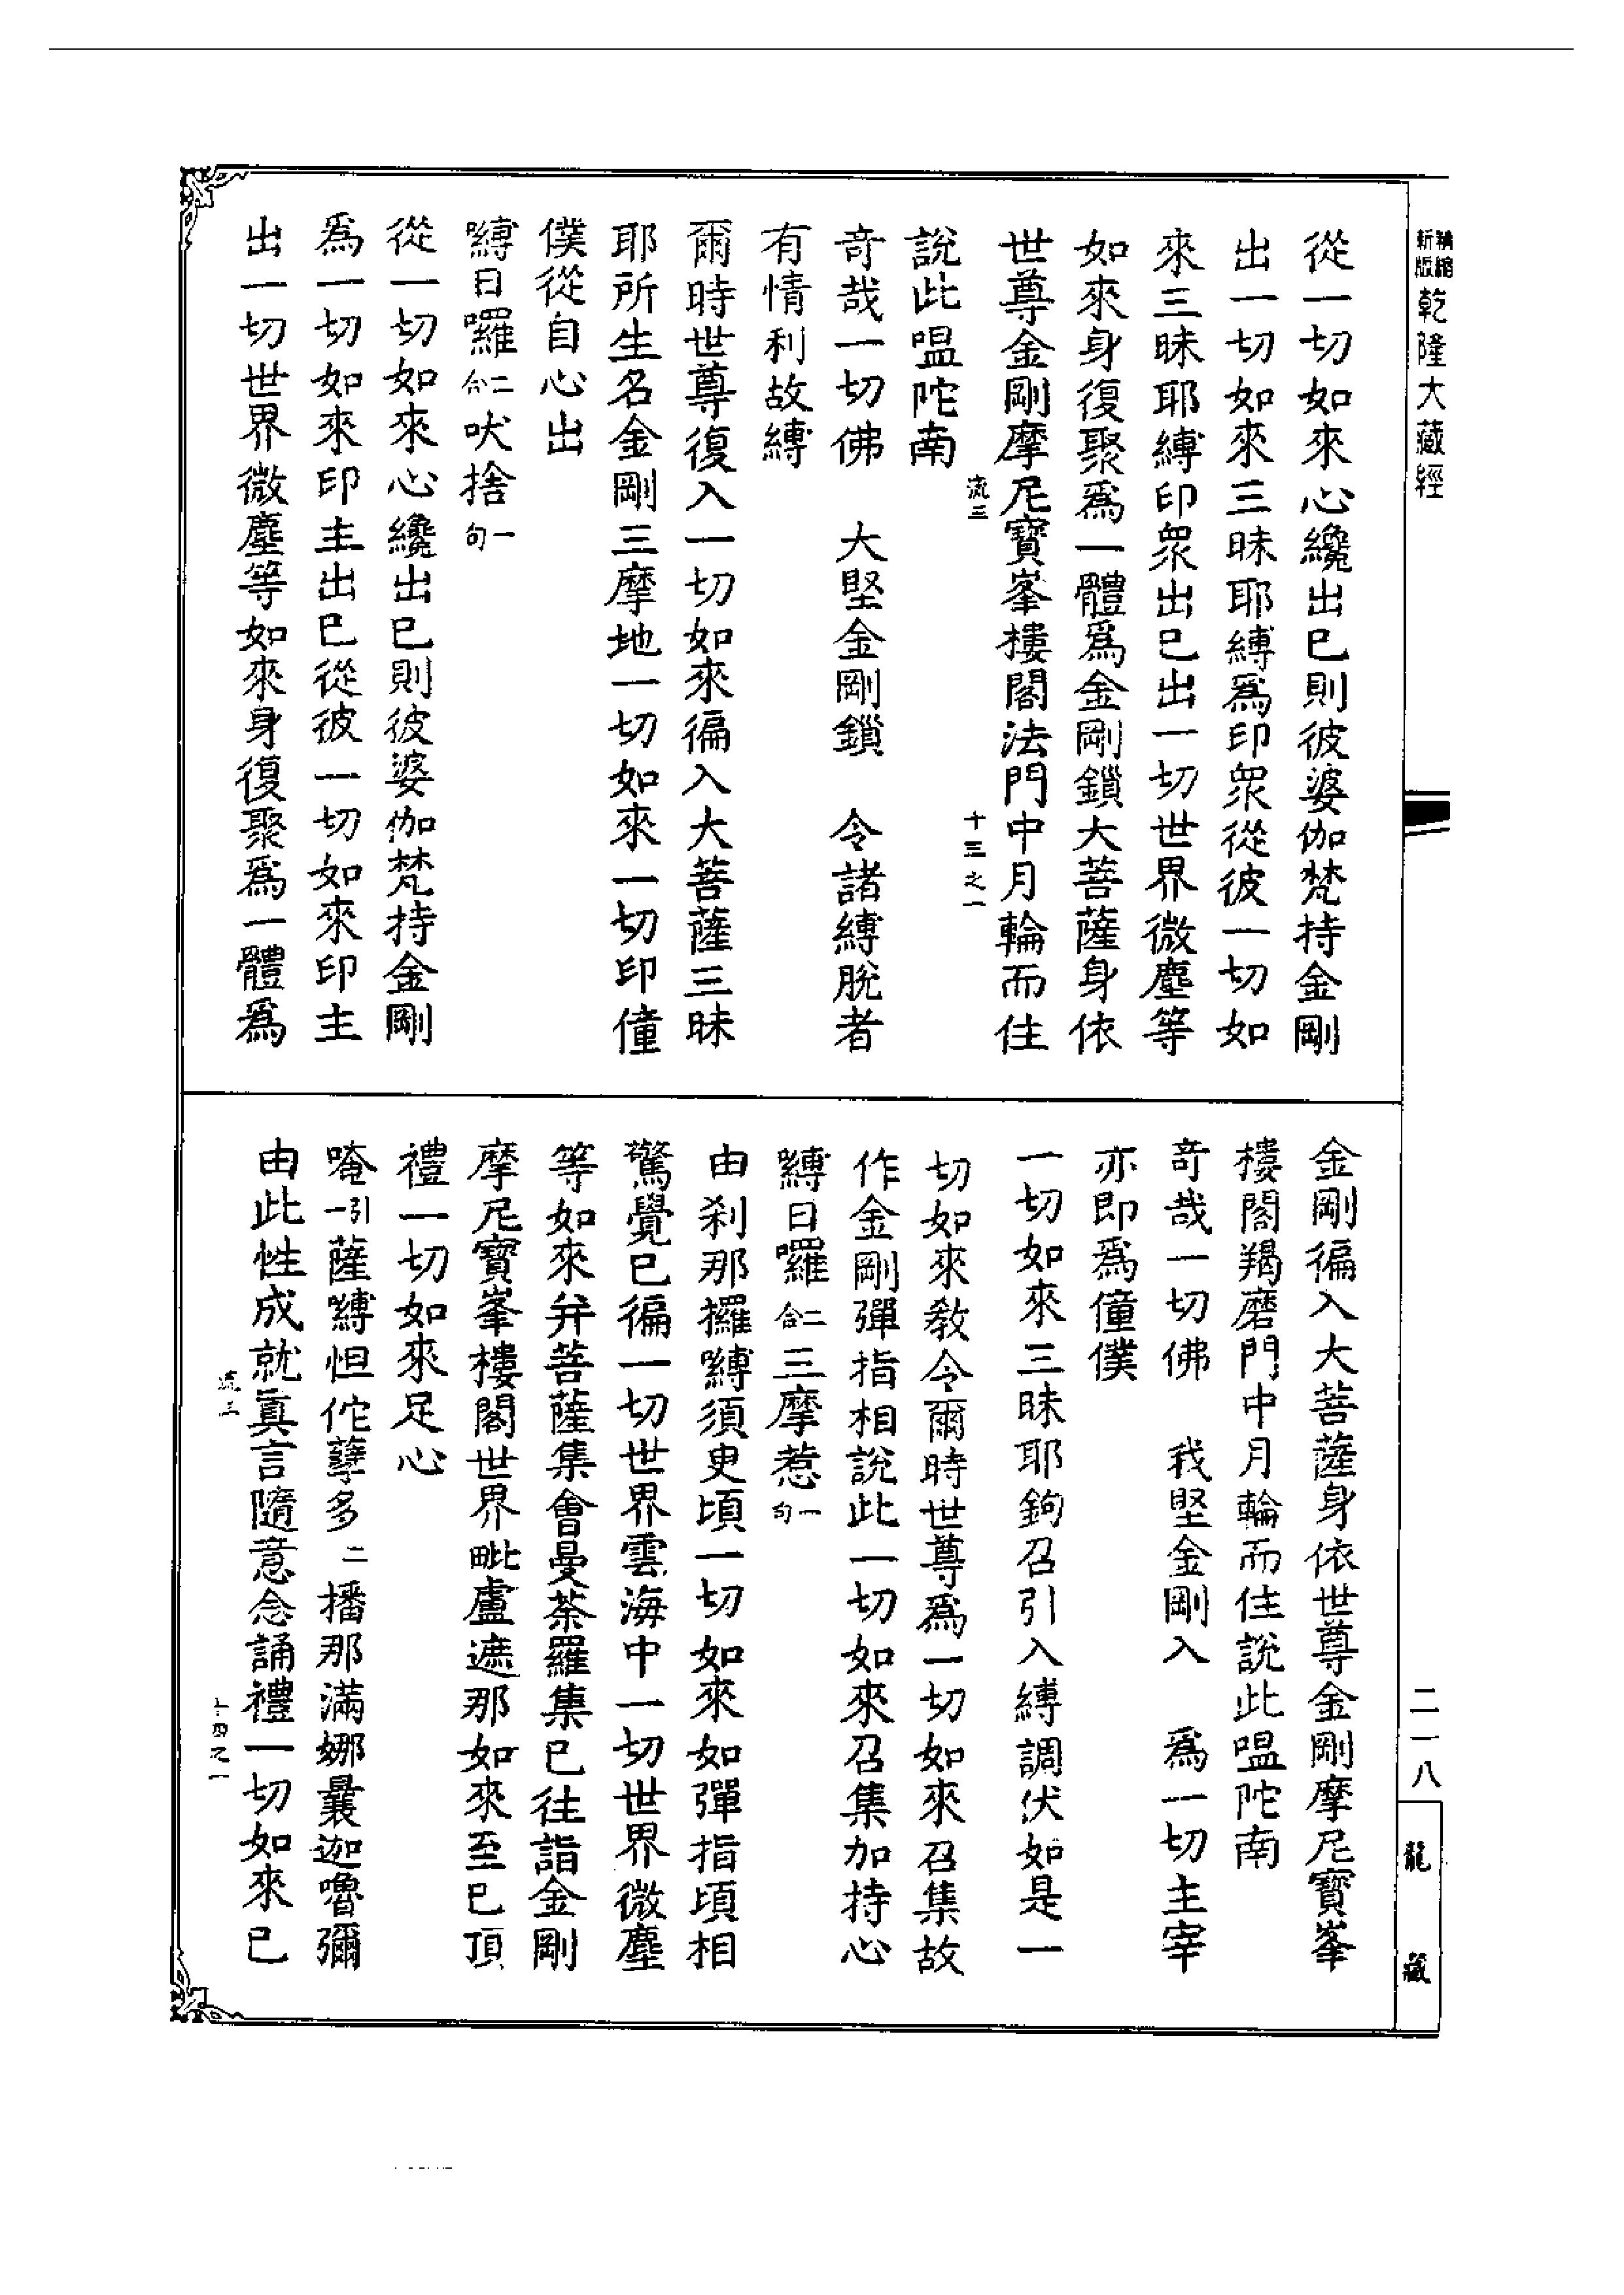 精縮新版乾隆大藏經
從一切如來心纔出已則彼婆伽梵持金剛
出一切如來三昧耶縛爲印衆從彼一切如
來三昧耶縛印衆出已出一切世界微塵等
如來身復聚爲一體爲金剛鎖大菩薩身依
世尊金剛摩尼寶峯樓閣法門中月輪而住
流三 十三之一
說此嗢陀南
奇哉一切佛 大堅金剛鎖 令諸縛脫者
有情利故縛
爾時世尊復入一切如來徧入大菩薩三昧
耶所生名金剛三摩地一切如來一切印僮
僕從自心出
嚩日囉二合吠捨一句
從一切如來心纔出已則彼婆伽梵持金剛
爲一切如來印主出已從彼一切如來印主
出一切世界微塵等如來身復聚爲一體爲
金剛徧入大菩薩身依世尊金剛摩尼寶峯
樓閣羯磨門中月輪而住說此嗢陀南
奇哉一切佛 我堅金剛入 爲一切主宰
亦即爲僮僕
一切如來三昧耶鉤召引入縛調伏如是一
切如來教令爾時世尊爲一切如來召集故
作金剛彈指相說此一切如來召集加持心
嚩日囉二合三摩惹一句
由刹那攞嚩須臾頃一切如來如彈指頃相
驚覺已徧一切世界雲海中一切世界微塵
等如來并菩薩集會曼荼羅集已往詣金剛
摩尼寶峯樓閣世界毗盧遮那如來至已頂
禮一切如來足心
唵引一薩嚩怛佗孽多二播那滿娜曩迦嚕彌
由此性成就眞言隨意念誦禮一切如來已
流三 十四之一
二一八
龍藏